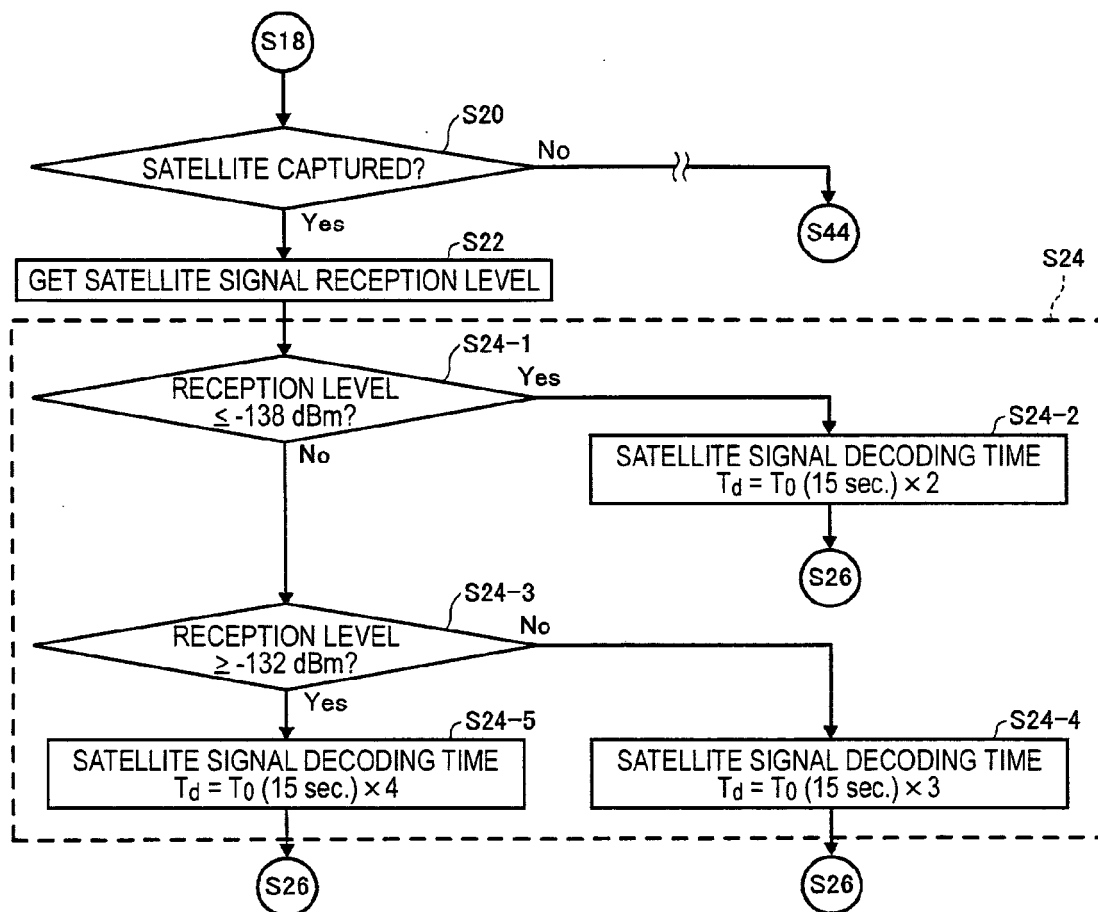 S18
S20
SATELLITE CAPTURED?
No
Yes
S44
S22
GET SATELLITE SIGNAL RECEPTION LEVEL
S24
S24-1
RECEPTION LEVEL
≤ -138 dBm?
Yes
No
S24-2
SATELLITE SIGNAL DECODING TIME
Td = T0 (15 sec.) × 2
S26
S24-3
RECEPTION LEVEL
≥ -132 dBm?
No
Yes
S24-5
SATELLITE SIGNAL DECODING TIME
Td = T0 (15 sec.) × 4
S24-4
SATELLITE SIGNAL DECODING TIME
Td = T0 (15 sec.) × 3
S26
S26